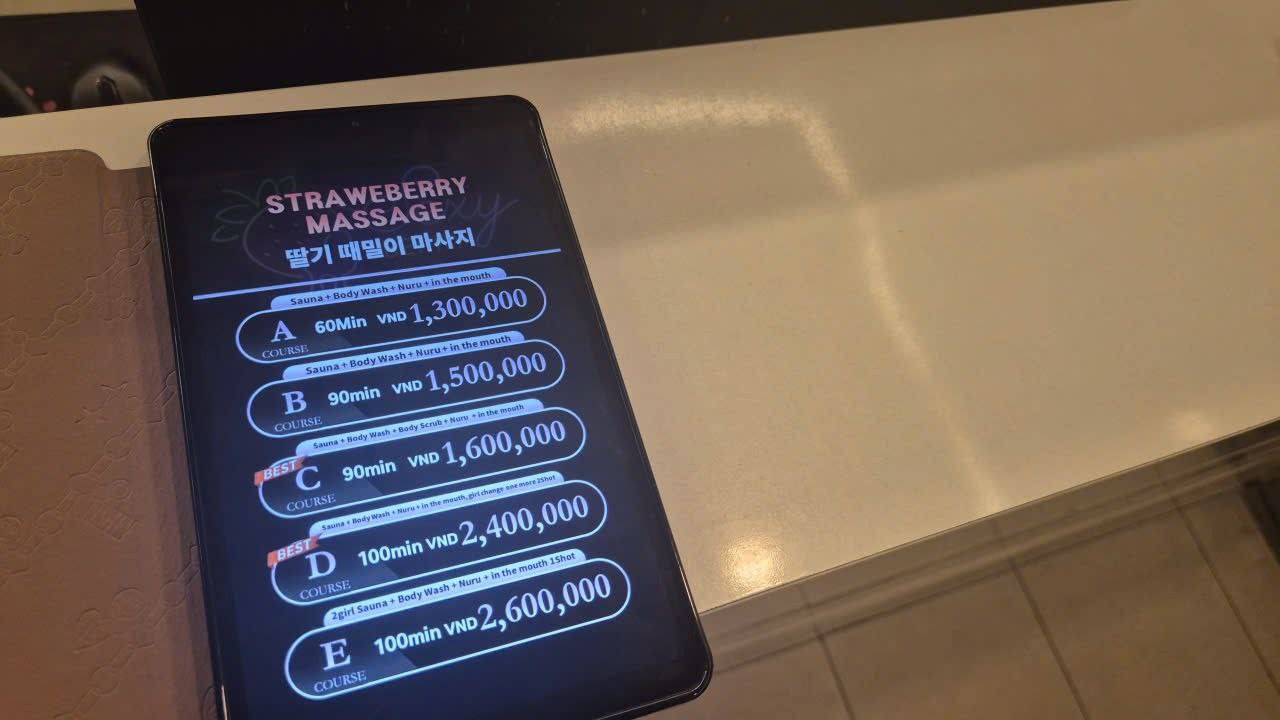 STRAWEBERRY
MASSAGE
딸기 때밀이 마사지
Sauna + Body Wash + Nuru + in the mouth
A COURSE 60Min VND 1,300,000
Sauna + Body Wash + Nuru + in the mouth
B COURSE 90min VND 1,500,000
Sauna + Body Wash + Body Scrub + Nuru + in the mouth
BEST
C COURSE 90min VND 1,600,000
Sauna + Body Wash + Nuru + in the mouth, girl change one more 2Shot
BEST
D COURSE 100min VND 2,400,000
2girl Sauna + Body Wash + Nuru + in the mouth 1Shot
E COURSE 100min VND 2,600,000